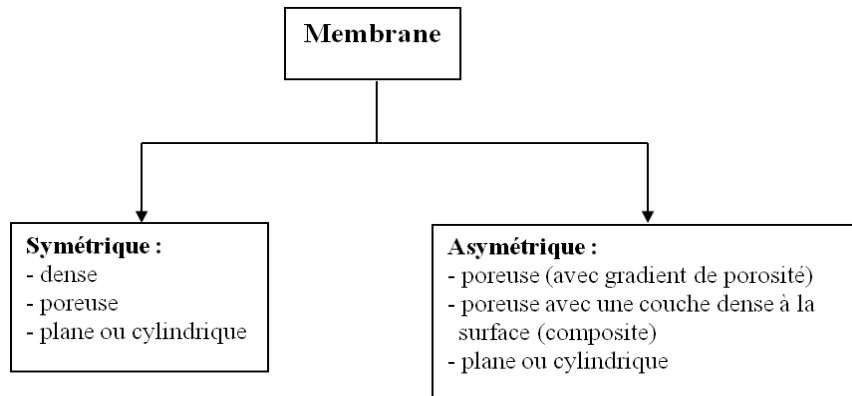 Membrane
Symétrique :
- dense
- poreuse
- plane ou cylindrique
Asymétrique :
- poreuse (avec gradient de porosité)
- poreuse avec une couche dense à la
surface (composite)
- plane ou cylindrique